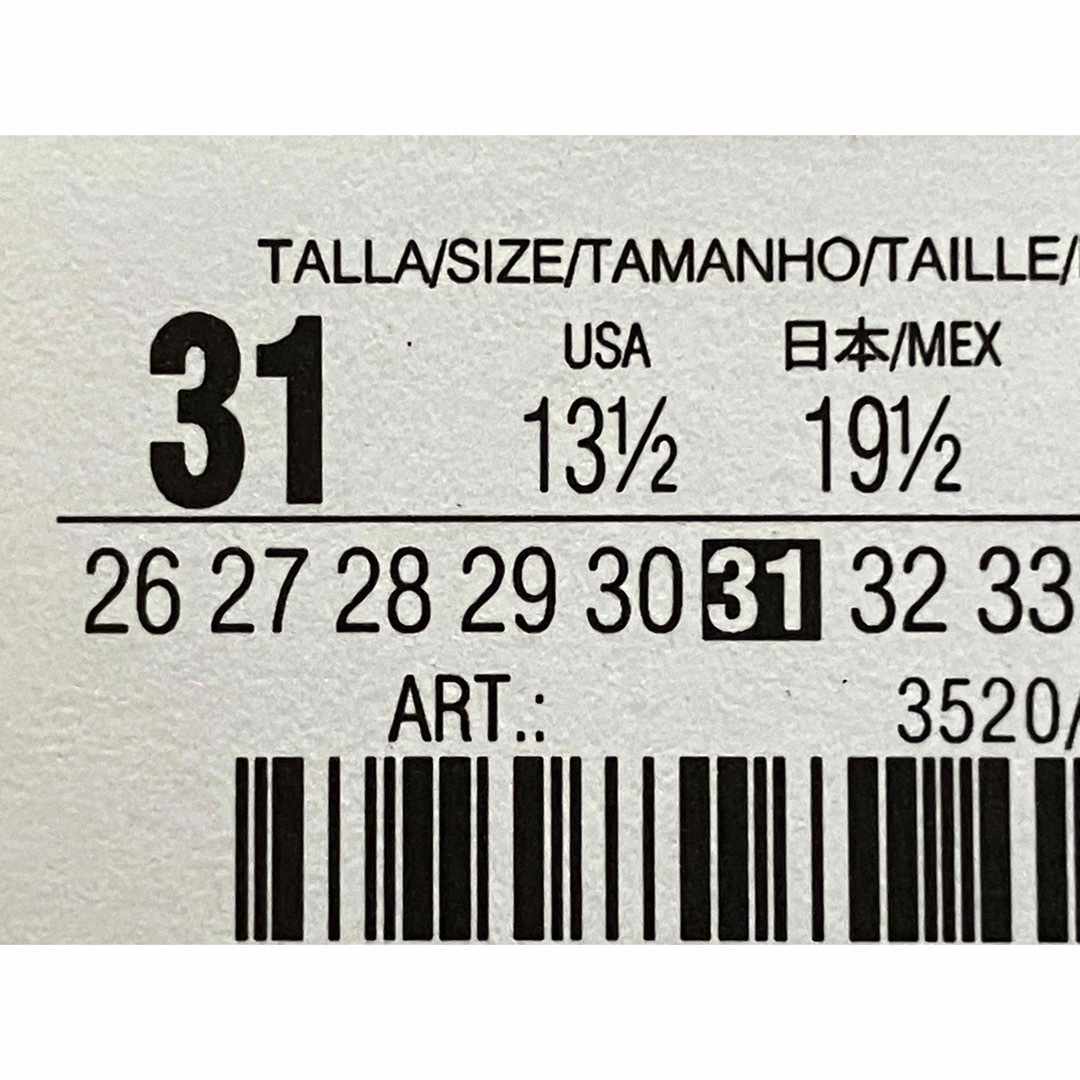 TALLA/SIZE/TAMANHO/TAILLE/
31 USA 日本/MEX
13½ 19½
26 27 28 29 30 31 32 33
ART.: 3520/